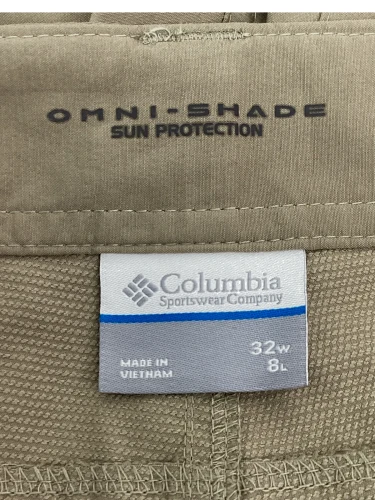 OMNI-SHADE
SUN PROTECTION
Columbia
Sportswear Company
MADE IN
VIETNAM
32W
8L